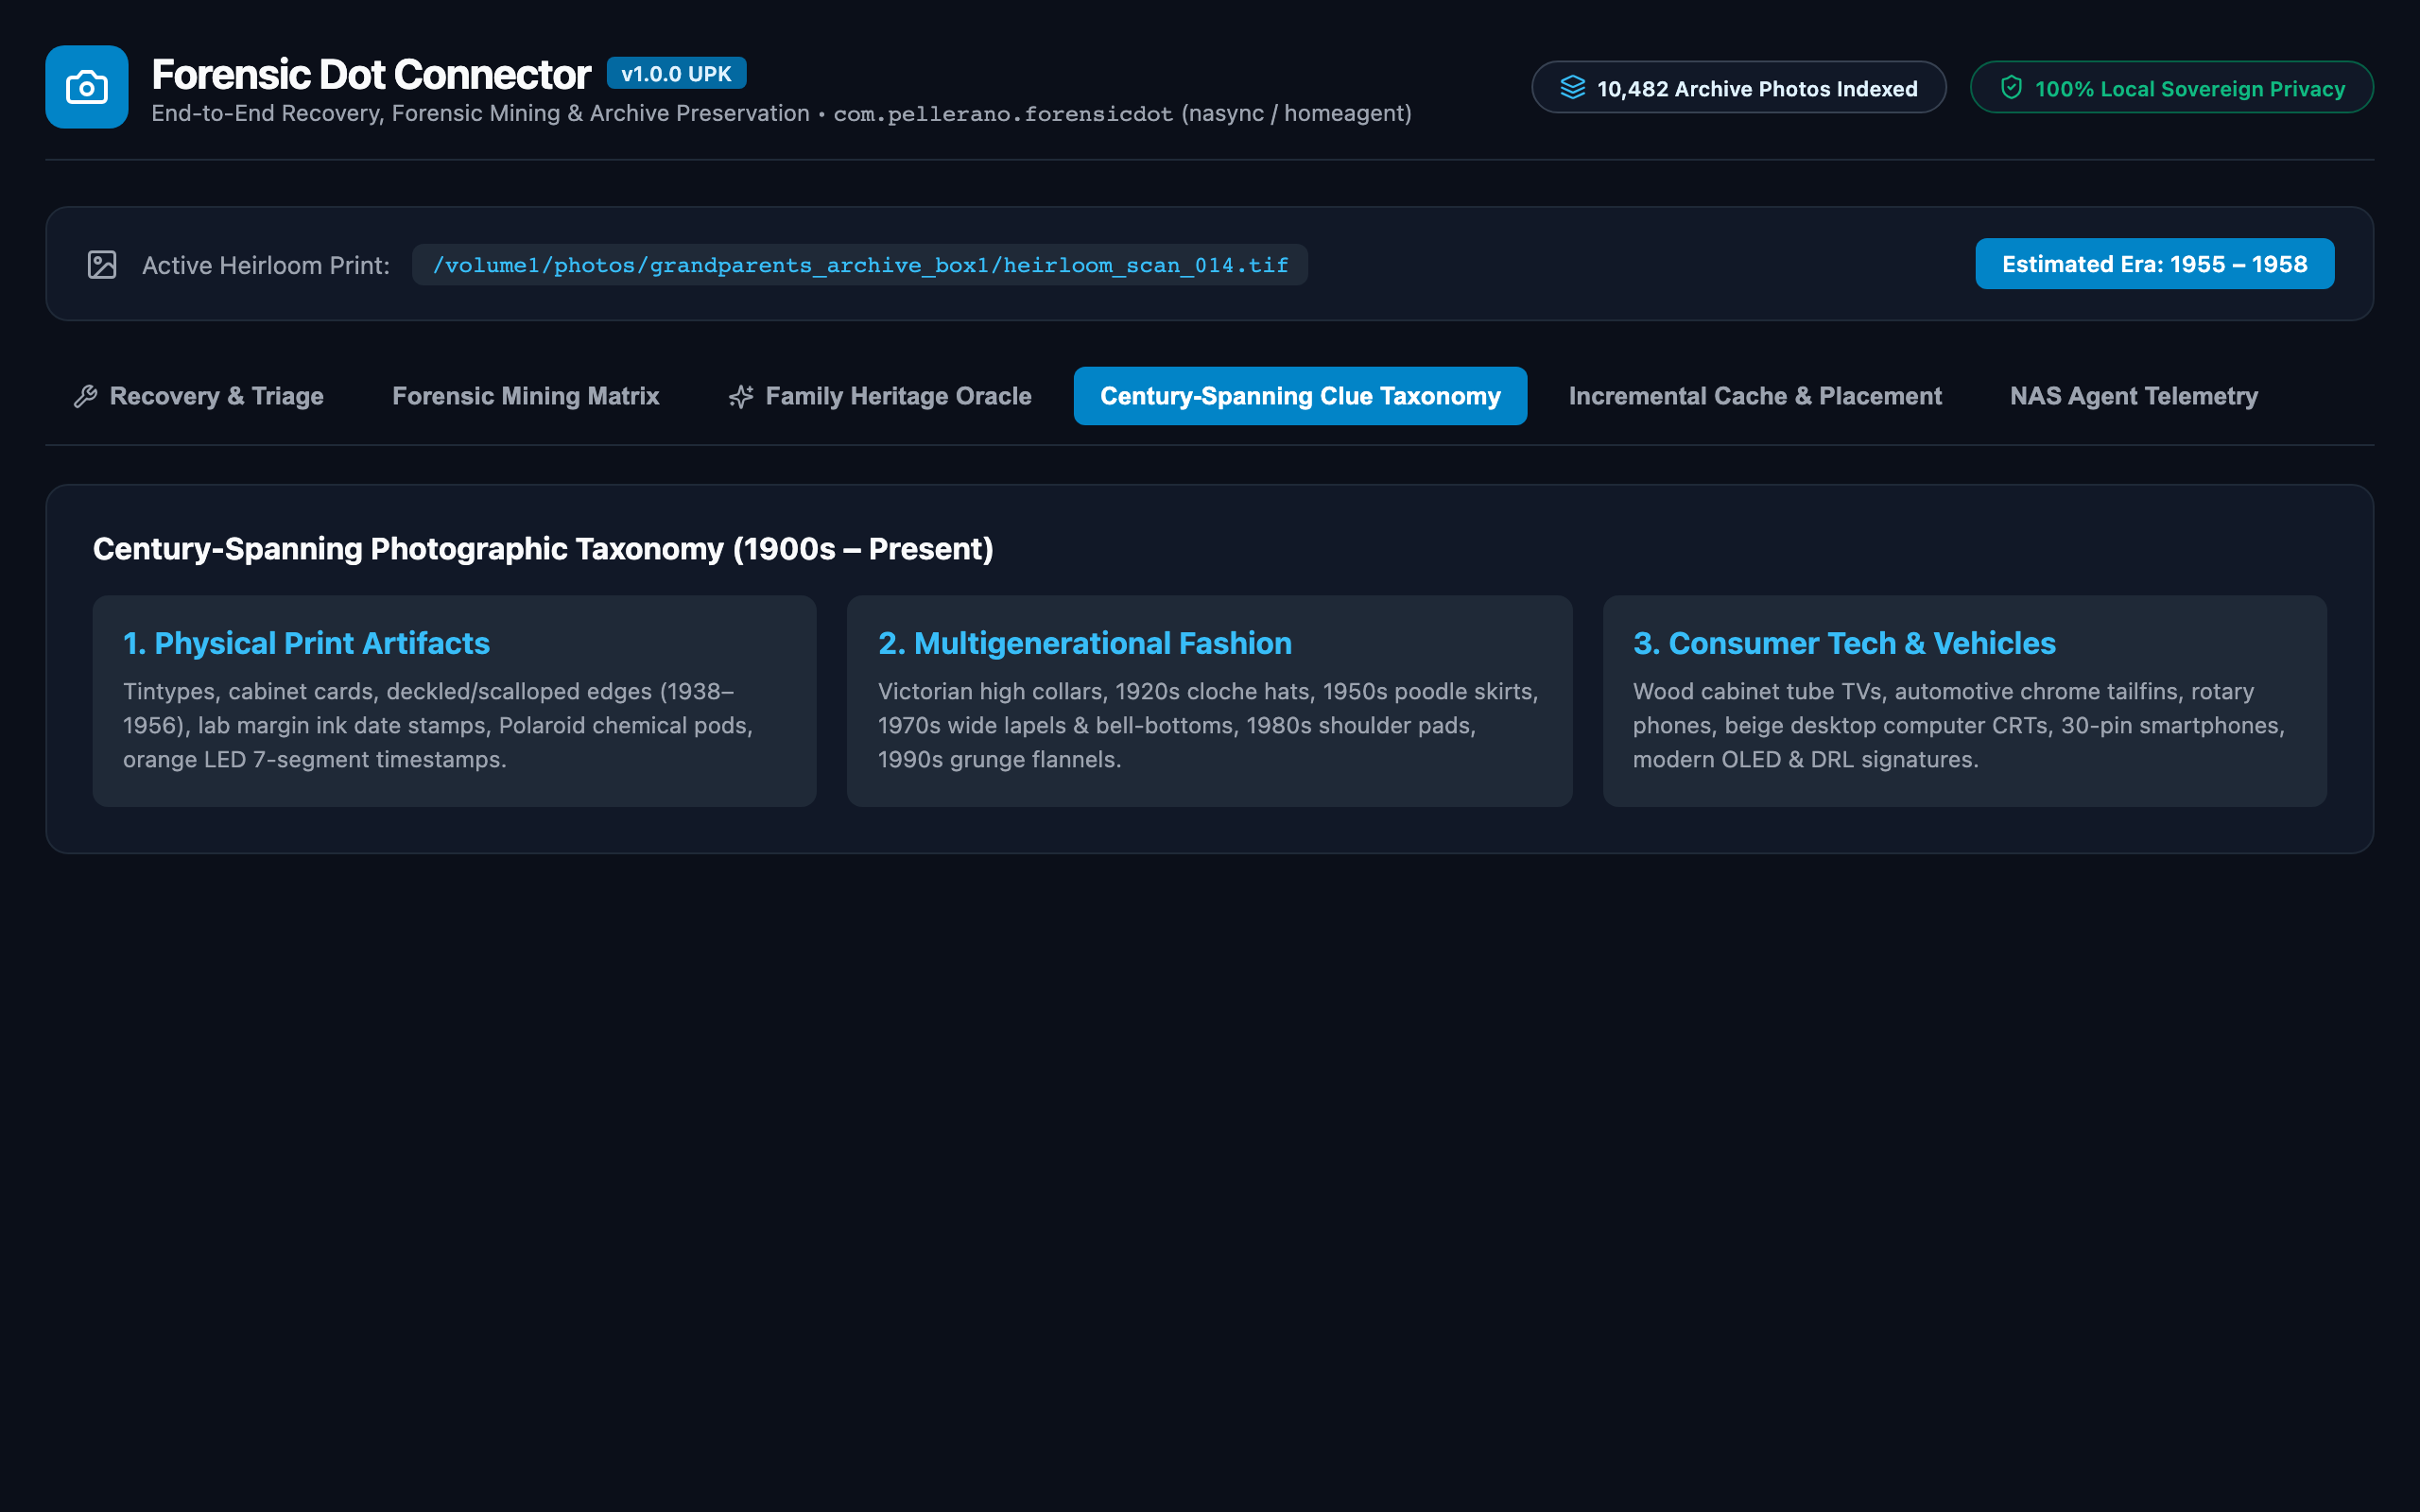 Forensic Dot Connector v1.0.0 UPK
End-to-End Recovery, Forensic Mining & Archive Preservation • com.pellerano.forensicdot (nasync / homeagent)
10,482 Archive Photos Indexed
100% Local Sovereign Privacy
Active Heirloom Print: /volume1/photos/grandparents_archive_box1/heirloom_scan_014.tif
Estimated Era: 1955 – 1958
Recovery & Triage
Forensic Mining Matrix
Family Heritage Oracle
Century-Spanning Clue Taxonomy
Incremental Cache & Placement
NAS Agent Telemetry
Century-Spanning Photographic Taxonomy (1900s – Present)
1. Physical Print Artifacts
Tintypes, cabinet cards, deckled/scalloped edges (1938–
1956), lab margin ink date stamps, Polaroid chemical pods,
orange LED 7-segment timestamps.
2. Multigenerational Fashion
Victorian high collars, 1920s cloche hats, 1950s poodle skirts,
1970s wide lapels & bell-bottoms, 1980s shoulder pads,
1990s grunge flannels.
3. Consumer Tech & Vehicles
Wood cabinet tube TVs, automotive chrome tailfins, rotary
phones, beige desktop computer CRTs, 30-pin smartphones,
modern OLED & DRL signatures.